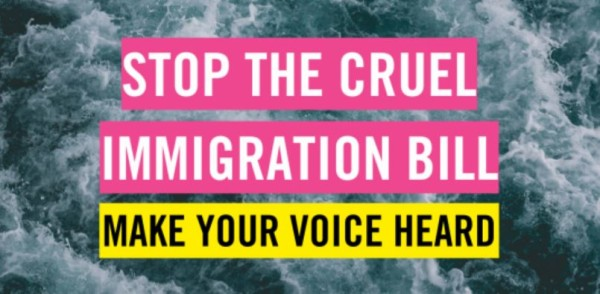 STOP THE CRUEL
IMMIGRATION BILL
MAKE YOUR VOICE HEARD